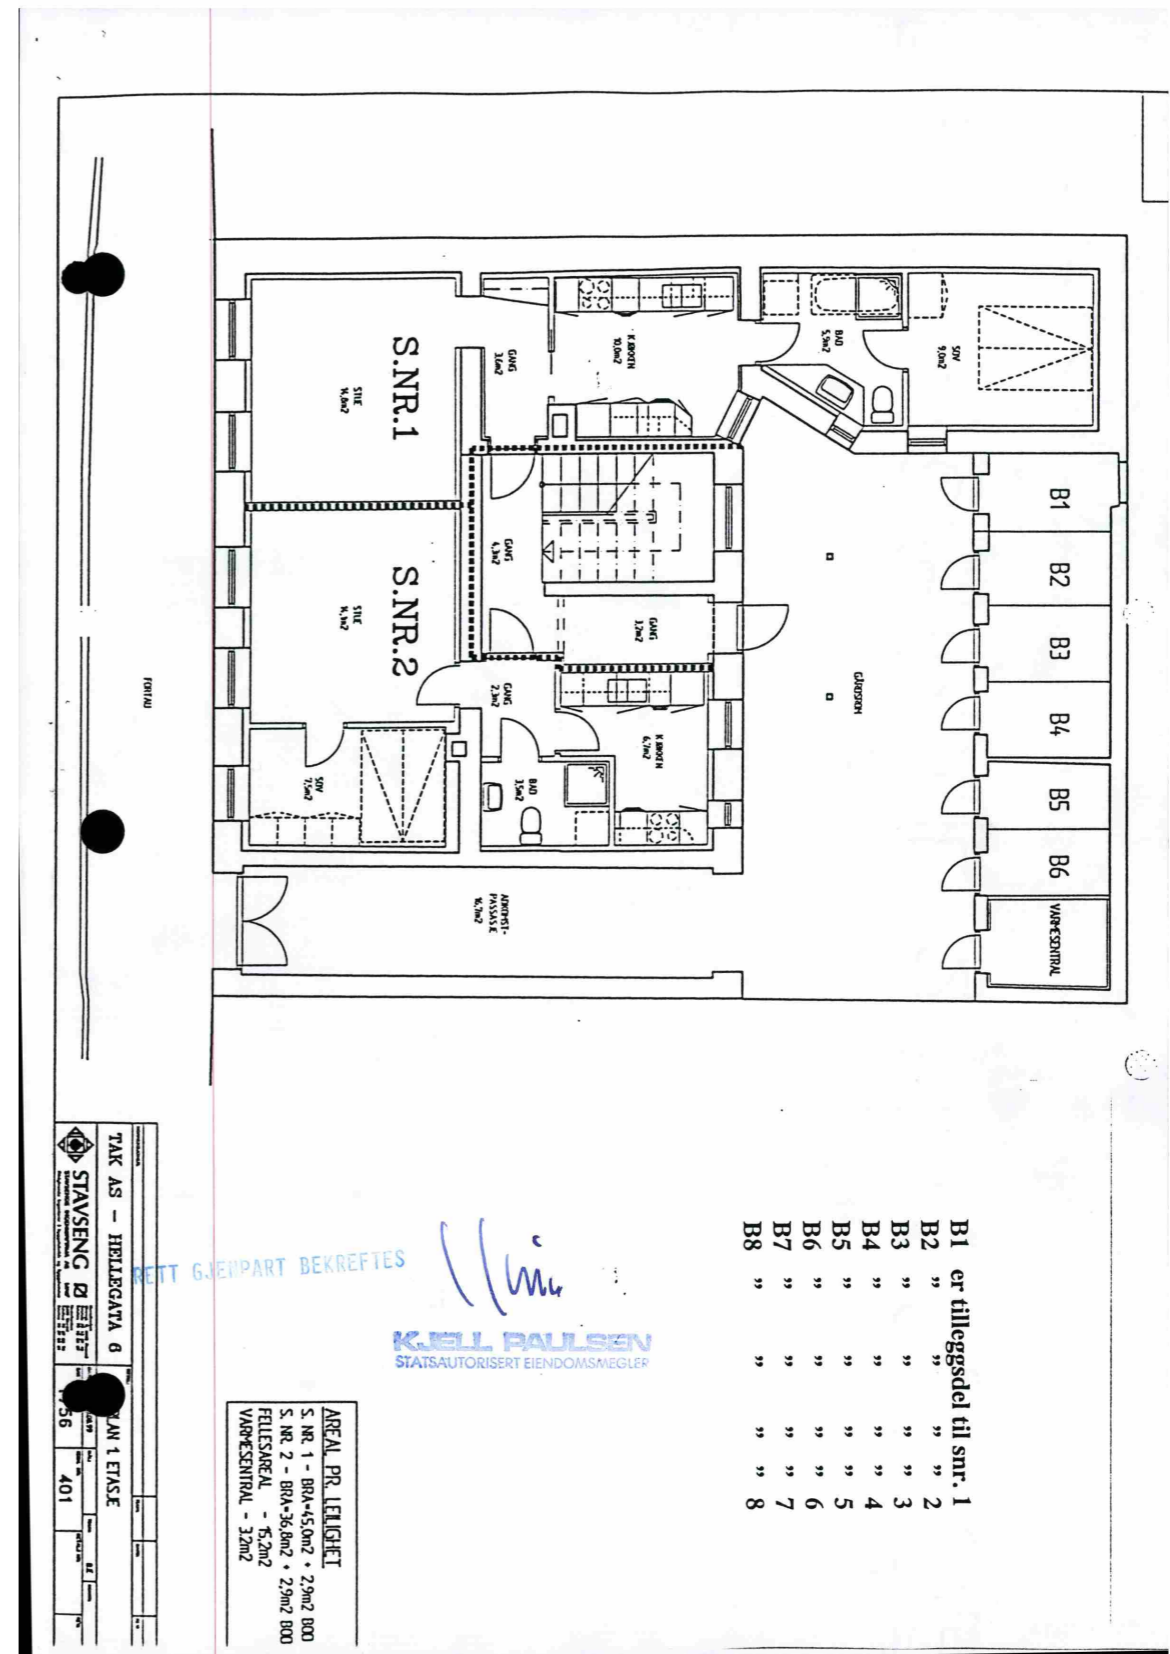 S.NR.1
STUE
14,8m2
GANG
3,6m2
KJØKKEN
10,0m2
BAD
5,9m2
SOV
9,0m2
S.NR.2
STUE
14,1m2
GANG
4,3m2
GANG
3,7m2
GANG
2,3m2
KJØKKEN
6,7m2
BAD
3,5m2
SOV
7,5m2
FORTAU
GÅRDSROM
ADKOMST-
PASSASJE
16,7m2
B1
B2
B3
B4
B5
B6
VARMESENTRAL
B1 er tilleggsdel til snr. 1
B2 ” ” ” ” 2
B3 ” ” ” ” 3
B4 ” ” ” ” 4
B5 ” ” ” ” 5
B6 ” ” ” ” 6
B7 ” ” ” ” 7
B8 ” ” ” ” 8
RETT GJENPART BEKREFTES
KJELL PAULSEN
STATSAUTORISERT EIENDOMSMEGLER
AREAL PR. LEILIGHET
S. NR. 1 - BRA=45,0m2 + 2,9m2 BOD
S. NR. 2 - BRA=36,8m2 + 2,9m2 BOD
FELLESAREAL - 15,2m2
VARMESENTRAL - 3,2m2
TAK AS - HELLEGATA 6
PLAN 1. ETASJE
STAVSENG
401